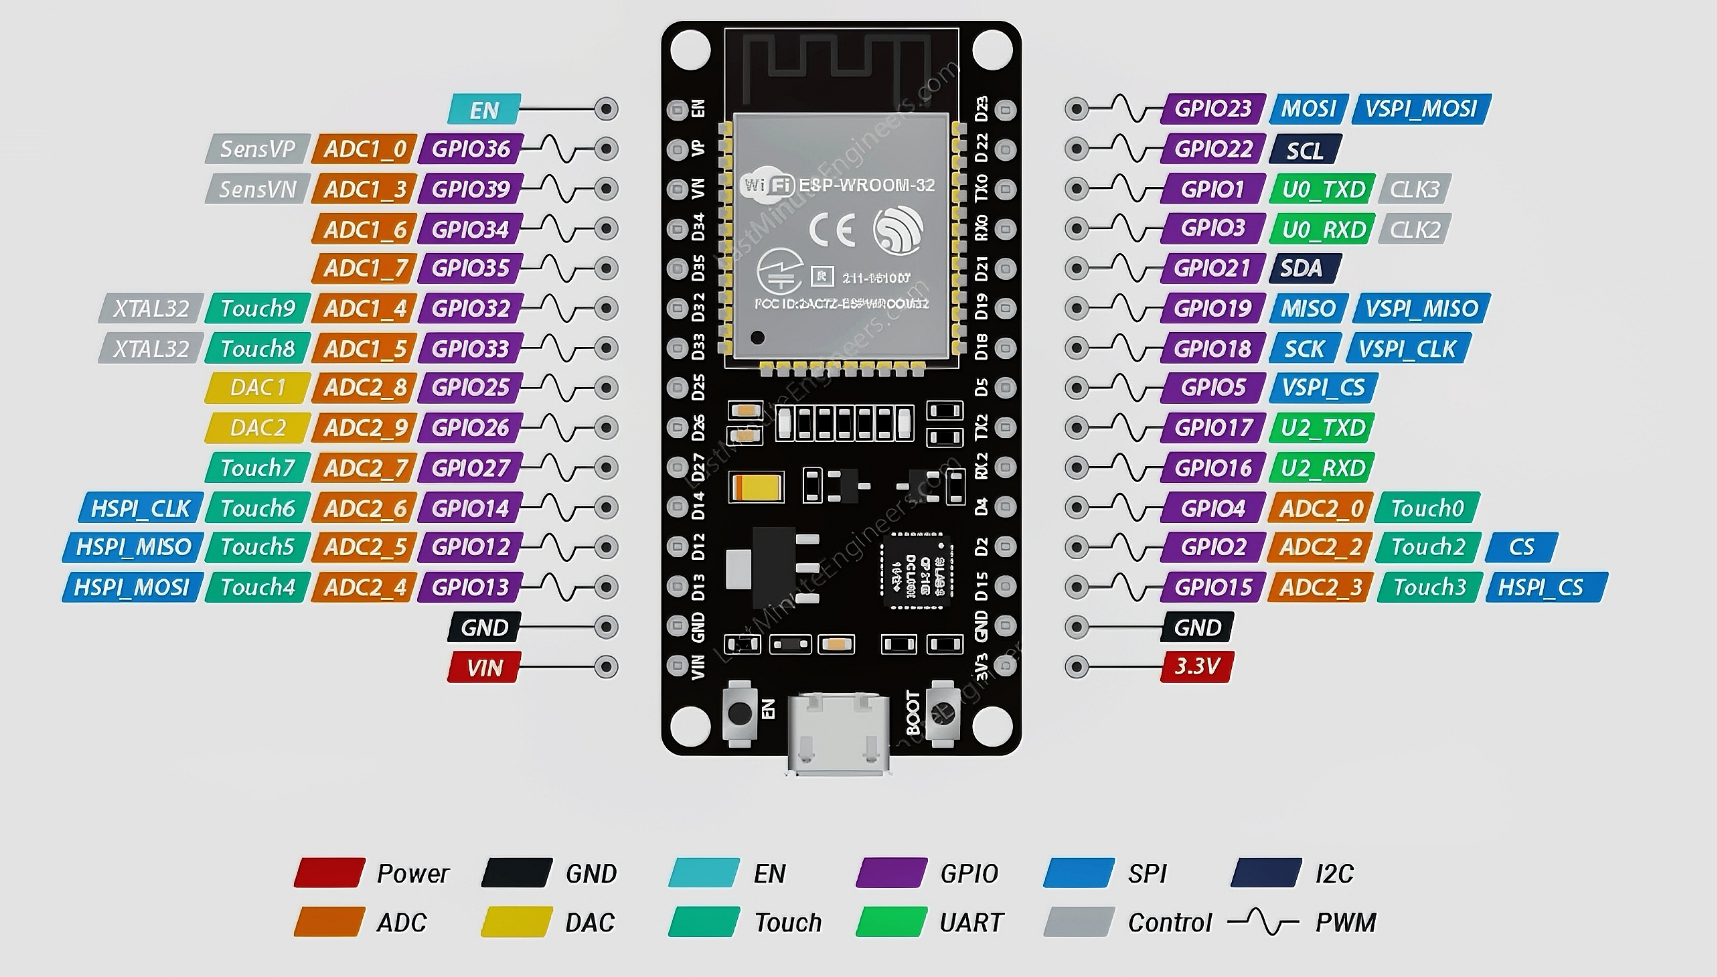 EN
SensVP ADC1_0 GPIO36
SensVN ADC1_3 GPIO39
ADC1_6 GPIO34
ADC1_7 GPIO35
XTAL32 Touch9 ADC1_4 GPIO32
XTAL32 Touch8 ADC1_5 GPIO33
DAC1 ADC2_8 GPIO25
DAC2 ADC2_9 GPIO26
Touch7 ADC2_7 GPIO27
HSPI_CLK Touch6 ADC2_6 GPIO14
HSPI_MISO Touch5 ADC2_5 GPIO12
HSPI_MOSI Touch4 ADC2_4 GPIO13
GND
VIN
EN
VP
VN
D34
D35
D32
D33
D25
D26
D27
D14
D12
D13
GND
VIN
WiFi ESP-WROOM-32
CE
R 211-161007
FCC ID:2AC7Z-ESPWROOM32
LastMinuteEngineers.com
LastMinuteEngineers.com
LastMinuteEngineers.com
EN
BOOT
D23
D22
TX0
RX0
D21
D19
D18
D5
TX2
RX2
D4
D2
D15
GND
3V3
GPIO23 MOSI VSPI_MOSI
GPIO22 SCL
GPIO1 U0_TXD CLK3
GPIO3 U0_RXD CLK2
GPIO21 SDA
GPIO19 MISO VSPI_MISO
GPIO18 SCK VSPI_CLK
GPIO5 VSPI_CS
GPIO17 U2_TXD
GPIO16 U2_RXD
GPIO4 ADC2_0 Touch0
GPIO2 ADC2_2 Touch2 CS
GPIO15 ADC2_3 Touch3 HSPI_CS
GND
3.3V
Power GND EN GPIO SPI I2C
ADC DAC Touch UART Control PWM